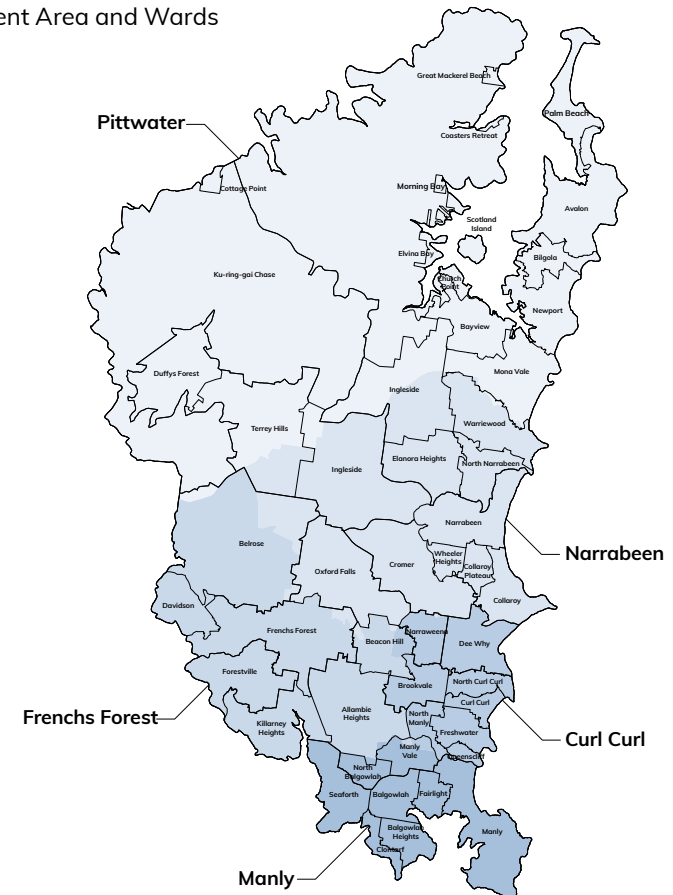 ent Area and Wards
Great Mackerel Beach
Palm Beach
Pittwater
Coasters Retreat
Cottage Point
Morning Bay
Avalon
Scotland
Island
Elvina Bay
Bilgola
Ku-ring-gai Chase
Church
Point
Newport
Bayview
Duffys Forest
Mona Vale
Ingleside
Terrey Hills
Warriewood
Elanora Heights
North Narrabeen
Ingleside
Narrabeen
Belrose
Narrabeen
Wheeler
Heights
Cromer
Oxford Falls
Collaroy
Plateau
Collaroy
Davidson
Frenchs Forest
Narraweena
Beacon Hill
Dee Way
Forestville
North Curl Curl
Brookvale
Curl Curl
Allambie
Heights
North
Manly
Frenchs Forest
Killarney
Heights
Freshwater
Curl Curl
Manly
Vale
Queenscliff
North
Balgowlah
Seaforth
Balgowlah
Fairlight
Balgowlah
Heights
Manly
Clontarf
Manly